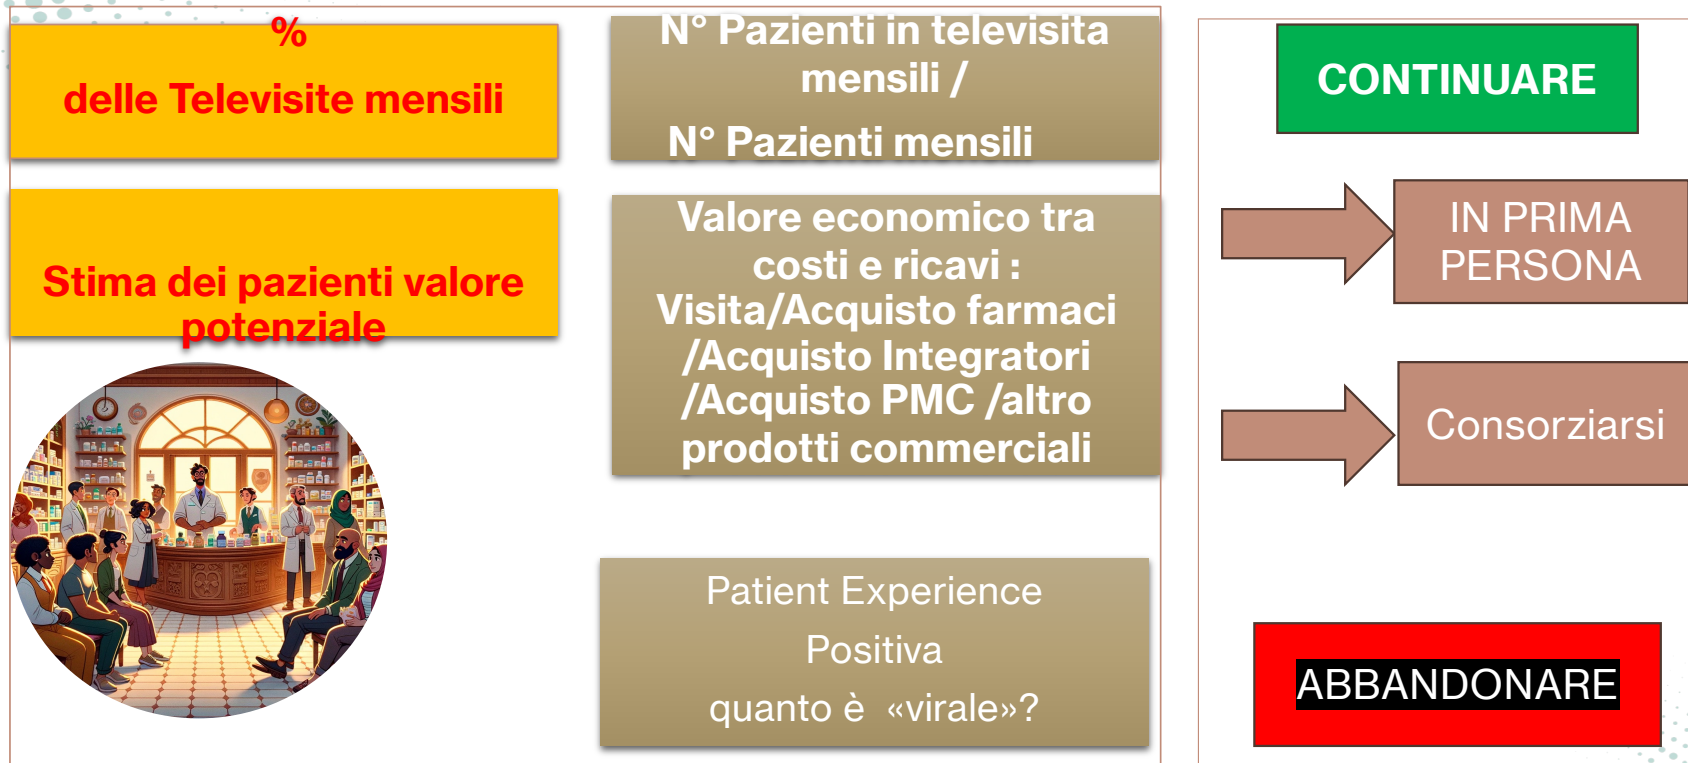 %
delle Televisite mensili
N° Pazienti in televisita
mensili /
N° Pazienti mensili
Stima dei pazienti valore
potenziale
Valore economico tra
costi e ricavi :
Visita/Acquisto farmaci
/Acquisto Integratori
/Acquisto PMC /altro
prodotti commerciali
Patient Experience
Positiva
quanto è «virale»?
CONTINUARE
IN PRIMA
PERSONA
Consorziarsi
ABBANDONARE